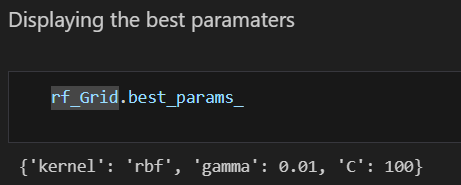 Displaying the best paramaters
rf_Grid.best_params_
{'kernel': 'rbf', 'gamma': 0.01, 'C': 100}